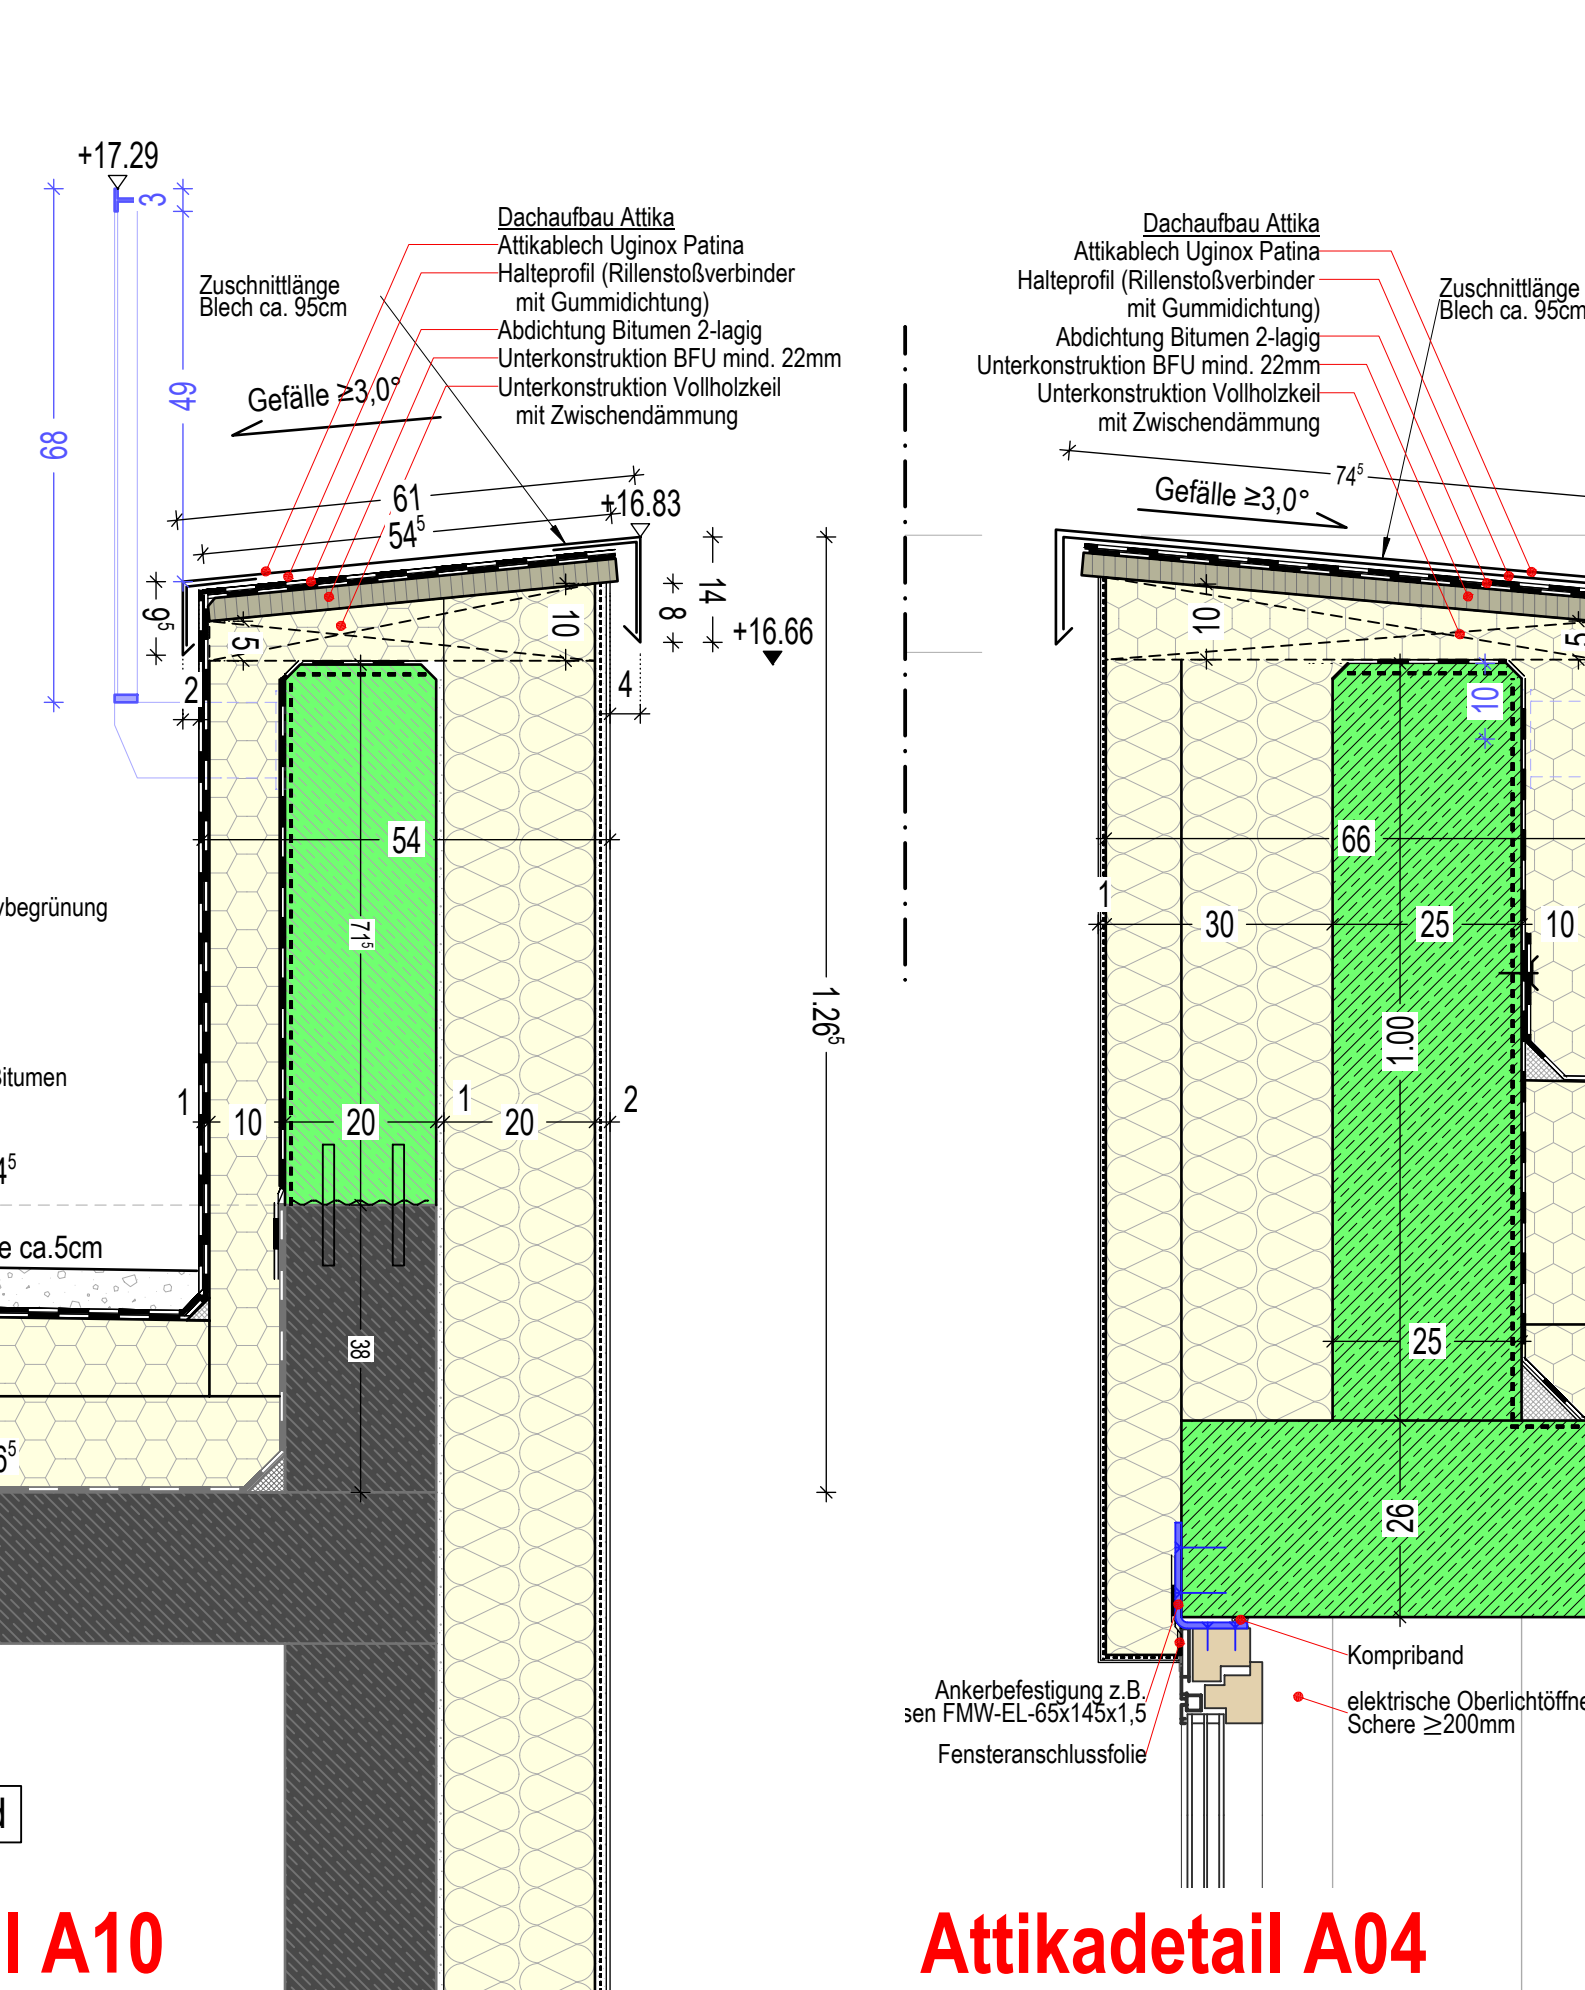 +17.29
3
49
68
Zuschnittlänge
Blech ca. 95cm
Gefälle ≥3,0°
Dachaufbau Attika
Attikablech Uginox Patina
Halteprofil (Rillenstoßverbinder
mit Gummidichtung)
Abdichtung Bitumen 2-lagig
Unterkonstruktion BFU mind. 22mm
Unterkonstruktion Vollholzkeil
mit Zwischendämmung
61
54⁵
+16.83
14
8
+16.66
9⁵
5
10
2
4
54
71⁵
1.26⁵
ybegrünung
Bitumen
1
10
20
1
20
2
4⁵
e ca.5cm
38
6⁵
l A10
Dachaufbau Attika
Attikablech Uginox Patina
Halteprofil (Rillenstoßverbinder
mit Gummidichtung)
Abdichtung Bitumen 2-lagig
Unterkonstruktion BFU mind. 22mm
Unterkonstruktion Vollholzkeil
mit Zwischendämmung
Zuschnittlänge
Blech ca. 95cm
74⁵
Gefälle ≥3,0°
10
5
10
66
1
30
25
10
1.00
25
26
Kompriband
Ankerbefestigung z.B.
sen FMW-EL-65x145x1,5
elektrische Oberlichtöffne
Schere ≥200mm
Fensteranschlussfolie
Attikadetail A04